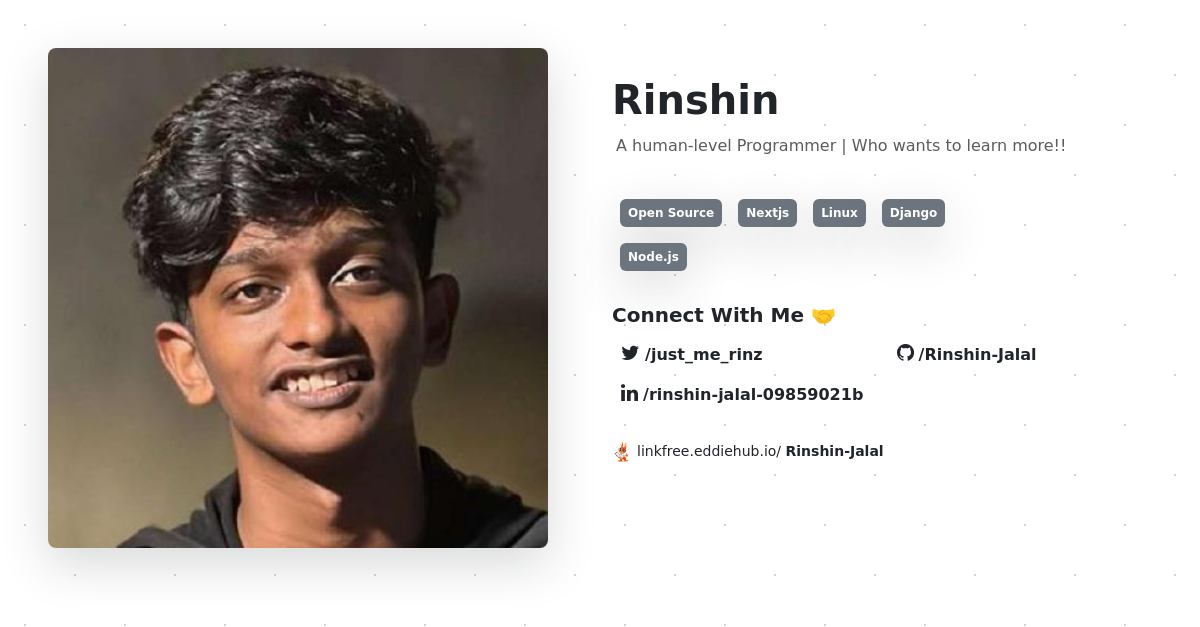 Rinshin
A human-level Programmer | Who wants to learn more!!
Open Source Nextjs Linux Django
Node.js
Connect With Me 🤝
/just_me_rinz /Rinshin-Jalal
/rinshin-jalal-09859021b
linkfree.eddiehub.io/ Rinshin-Jalal